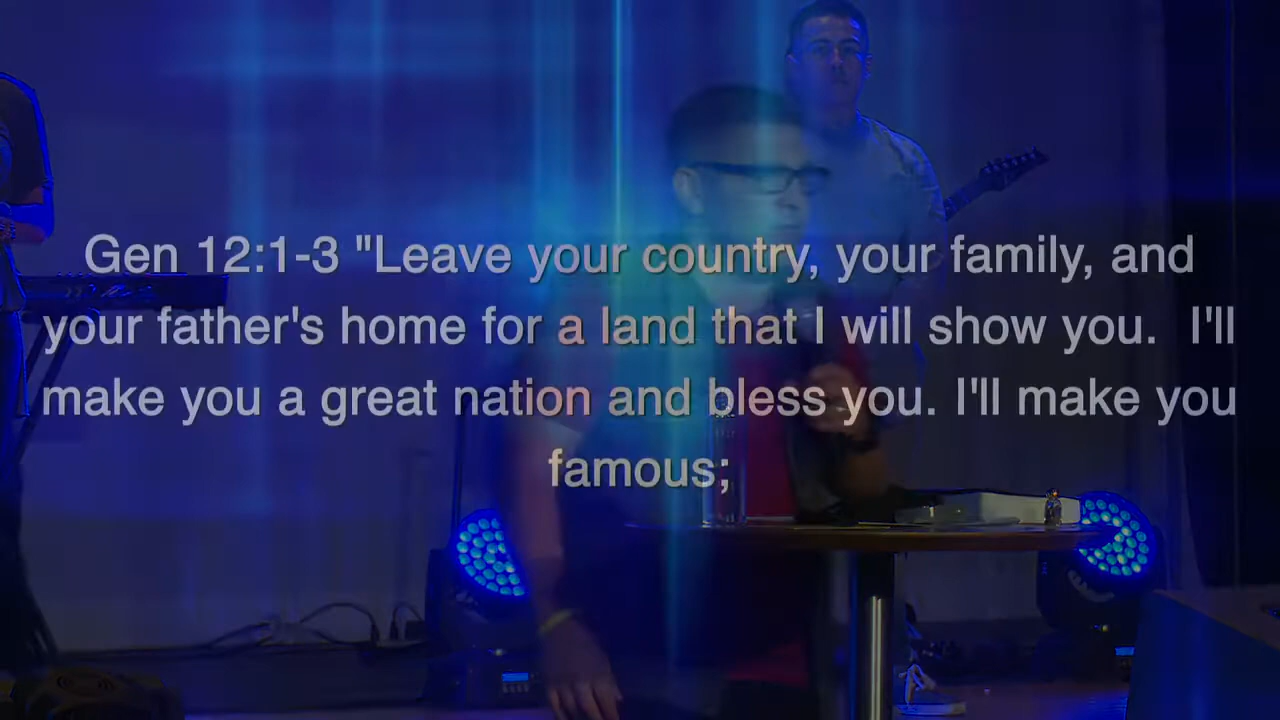 Gen 12:1-3 "Leave your country, your family, and
your father's home for a land that I will show you.  I'll
make you a great nation and bless you. I'll make you
famous;